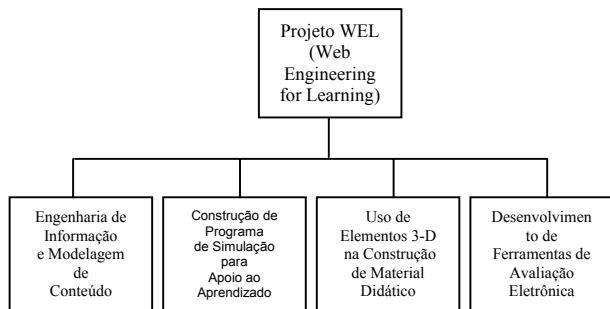 Projeto WEL
(Web
Engineering
for Learning)
Engenharia de
Informação
e Modelagem
de
Conteúdo
Construção de
Programa
de Simulação
para
Apoio ao
Aprendizado
Uso de
Elementos 3-D
na Construção
de Material
Didático
Desenvolvimen
to de
Ferramentas de
Avaliação
Eletrônica